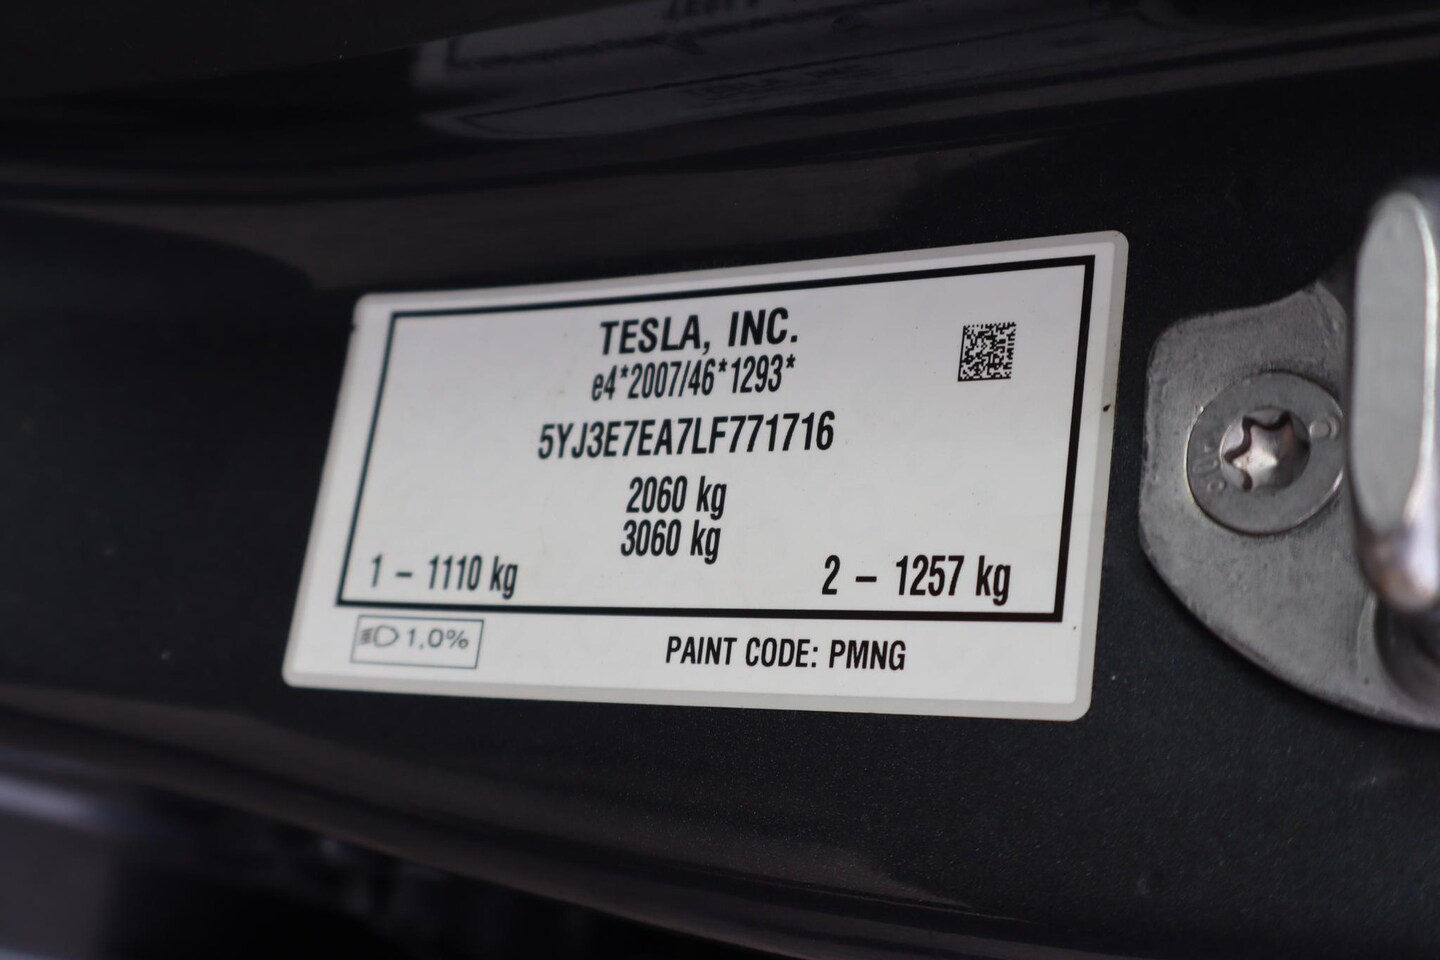 TESLA, INC.
e4*2007/46*1293*
5YJ3E7EA7LF771716
2060 kg
3060 kg
1 – 1110 kg
2 – 1257 kg
1,0%
PAINT CODE: PMNG